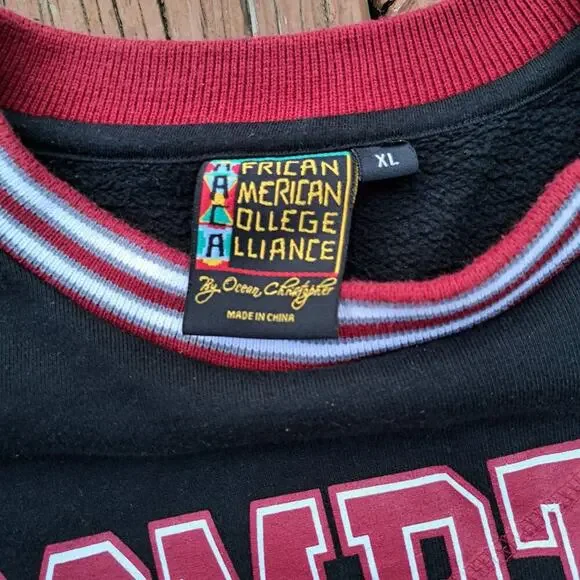 AFRICAN
AMERICAN
COLLEGE
ALLIANCE
By Ocean Christopher
MADE IN CHINA
XL